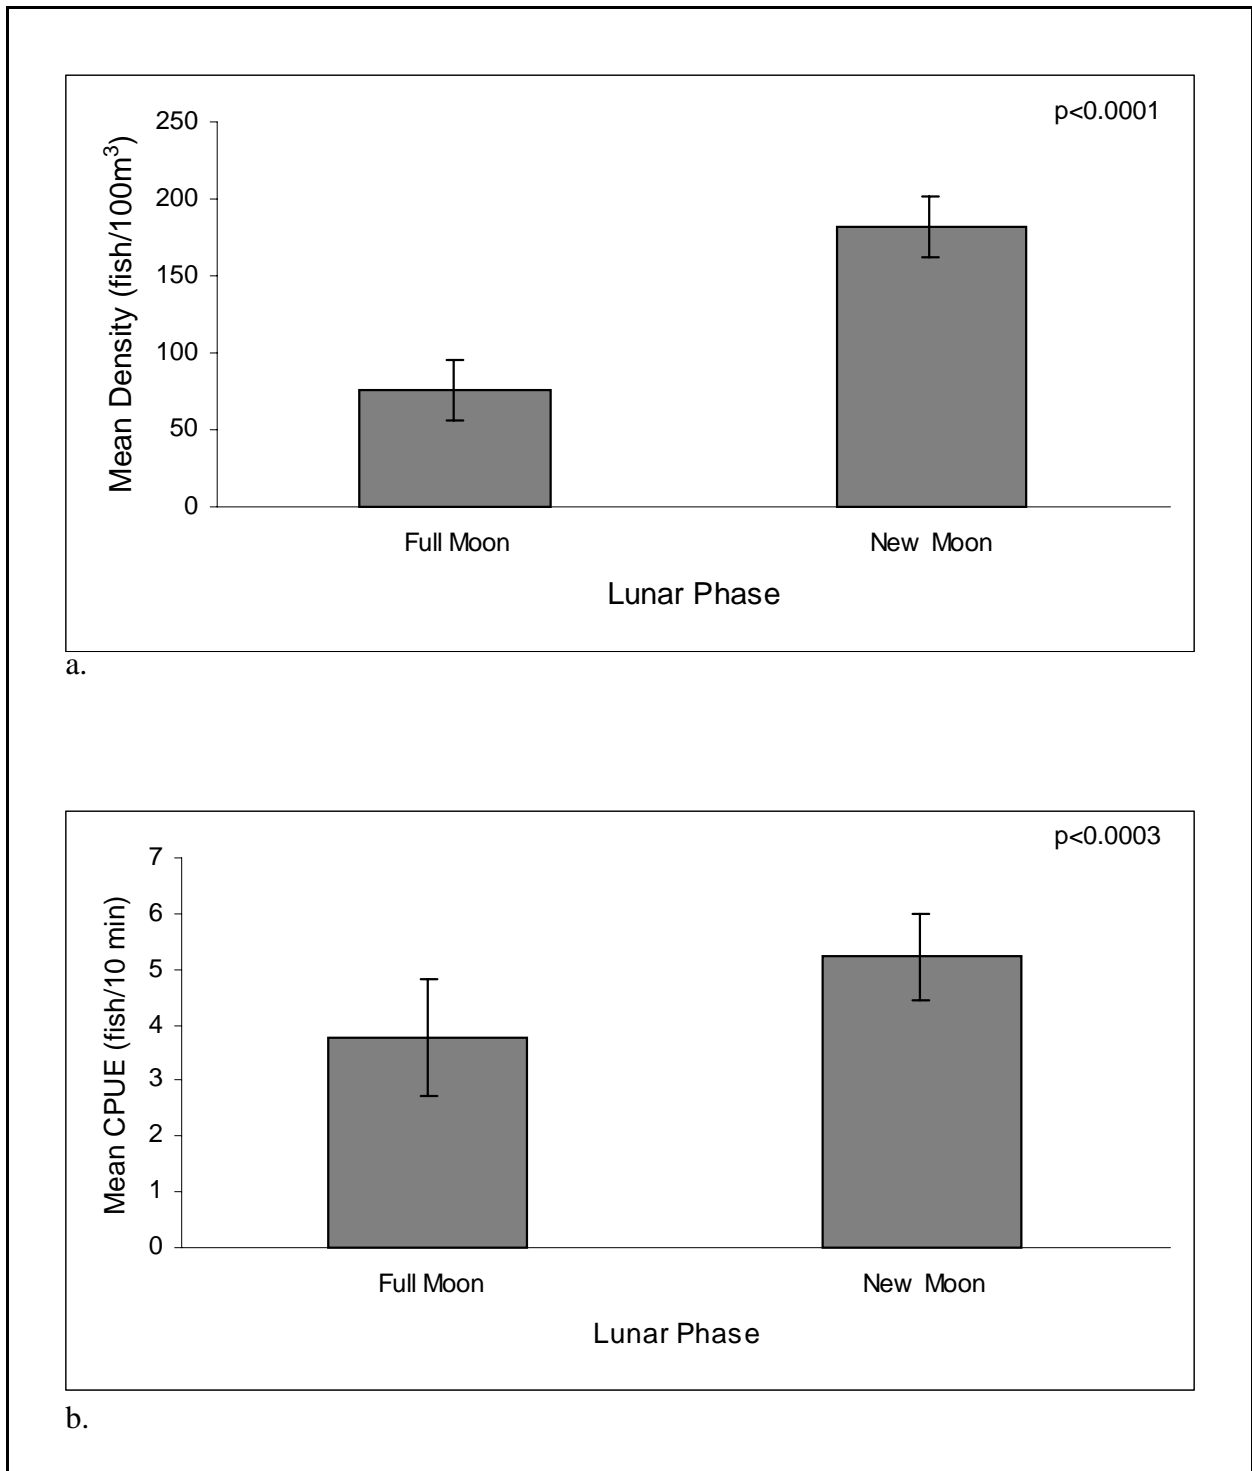 p<0.0001
Mean Density (fish/100m³)
250
200
150
100
50
0
Full Moon New Moon
Lunar Phase
a.
p<0.0003
Mean CPUE (fish/10 min)
7
6
5
4
3
2
1
0
Full Moon New Moon
Lunar Phase
b.